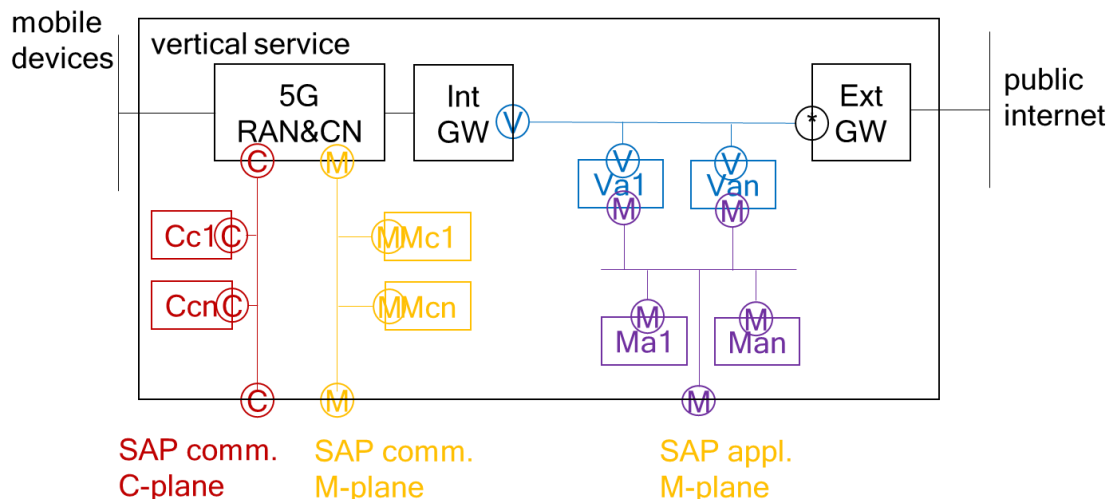 mobile
devices
vertical service
5G
RAN&CN
Int
GW
V
*
Ext
GW
public
internet
C
M
V
V
Va1
Van
M
M
Cc1
C
M
Mc1
Ccn
C
M
Mcn
M
M
Ma1
Man
C
M
M
SAP comm.
C-plane
SAP comm.
M-plane
SAP appl.
M-plane